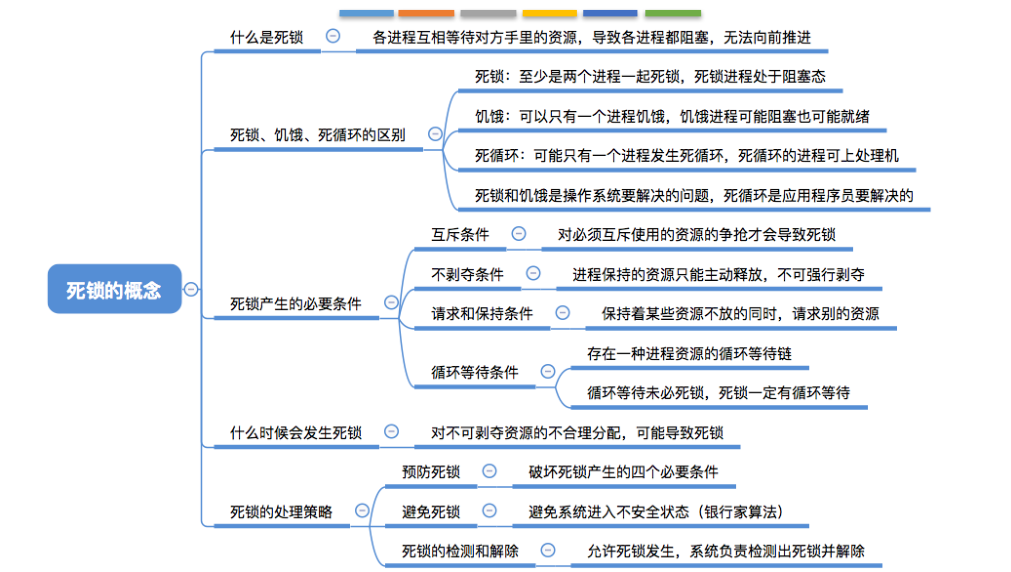 什么是死锁
各进程互相等待对方手里的资源，导致各进程都阻塞，无法向前推进
死锁、饥饿、死循环的区别
死锁：至少是两个进程一起死锁，死锁进程处于阻塞态
饥饿：可以只有一个进程饥饿，饥饿进程可能阻塞也可能就绪
死循环：可能只有一个进程发生死循环，死循环的进程可上处理机
死锁和饥饿是操作系统要解决的问题，死循环是应用程序员要解决的
死锁的概念
死锁产生的必要条件
互斥条件
对必须互斥使用的资源的争抢才会导致死锁
不剥夺条件
进程保持的资源只能主动释放，不可强行剥夺
请求和保持条件
保持着某些资源不放的同时，请求别的资源
循环等待条件
存在一种进程资源的循环等待链
循环等待未必死锁，死锁一定有循环等待
什么时候会发生死锁
对不可剥夺资源的不合理分配，可能导致死锁
死锁的处理策略
预防死锁
破坏死锁产生的四个必要条件
避免死锁
避免系统进入不安全状态（银行家算法）
死锁的检测和解除
允许死锁发生，系统负责检测出死锁并解除